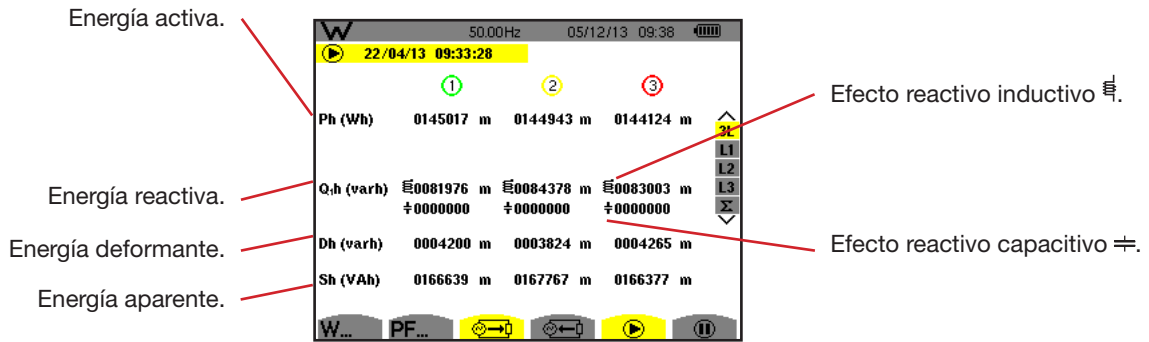 Energía activa.
W 50.00Hz 05/12/13 09:38
22/04/13 09:33:28
1 2 3
Efecto reactivo inductivo.
Ph (Wh) 0145017 m 0144943 m 0144124 m
3L
L1
L2
Energía reactiva.
Q₁h (varh) 0081976 m 0084378 m 0083003 m
L3
0000000 0000000 0000000
Σ
Energía deformante.
Dh (varh) 0004200 m 0003824 m 0004265 m
Efecto reactivo capacitivo.
Sh (VAh) 0166639 m 0167767 m 0166377 m
Energía aparente.
W... PF...